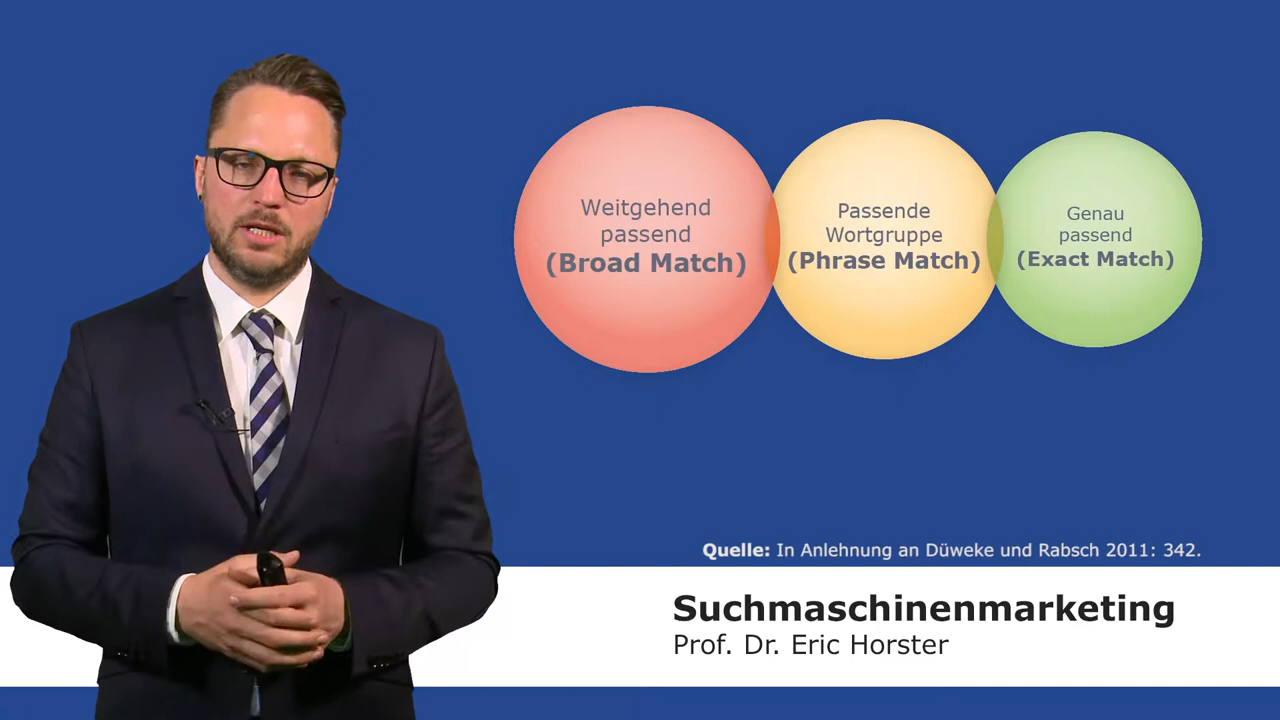 Weitgehend
passend
(Broad Match)
Passende
Wortgruppe
(Phrase Match)
Genau
passend
(Exact Match)
Quelle: In Anlehnung an Düweke und Rabsch 2011: 342.
Suchmaschinenmarketing
Prof. Dr. Eric Horster